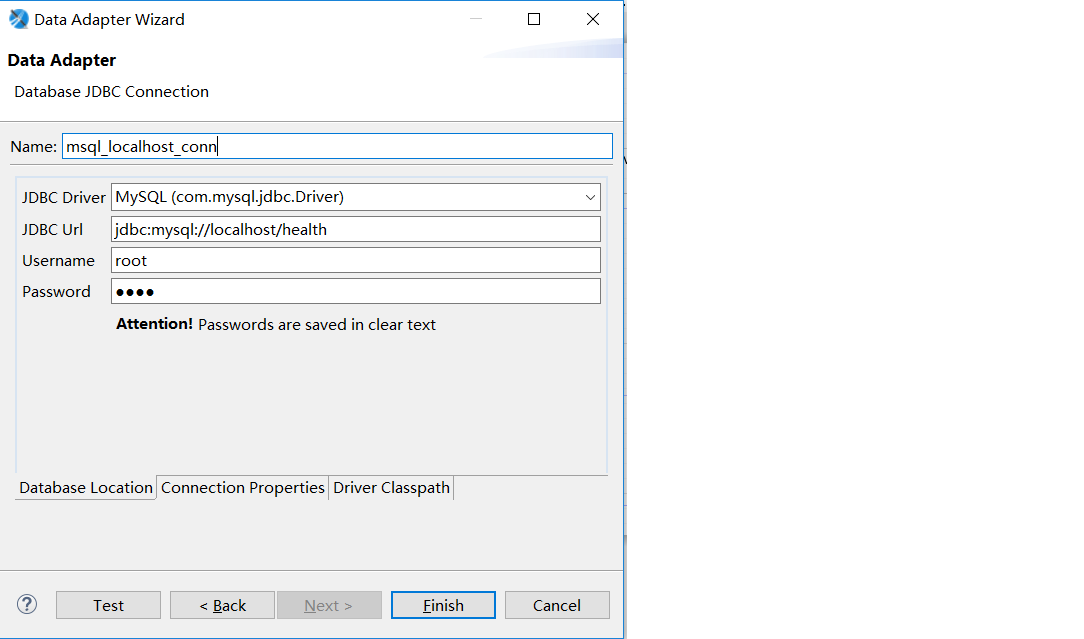 Data Adapter Wizard
Data Adapter
Database JDBC Connection
Name: msql_localhost_conn
JDBC Driver MySQL (com.mysql.jdbc.Driver)
JDBC Url jdbc:mysql://localhost/health
Username root
Password ●●●●
Attention! Passwords are saved in clear text
Database Location Connection Properties Driver Classpath
? Test < Back Next > Finish Cancel